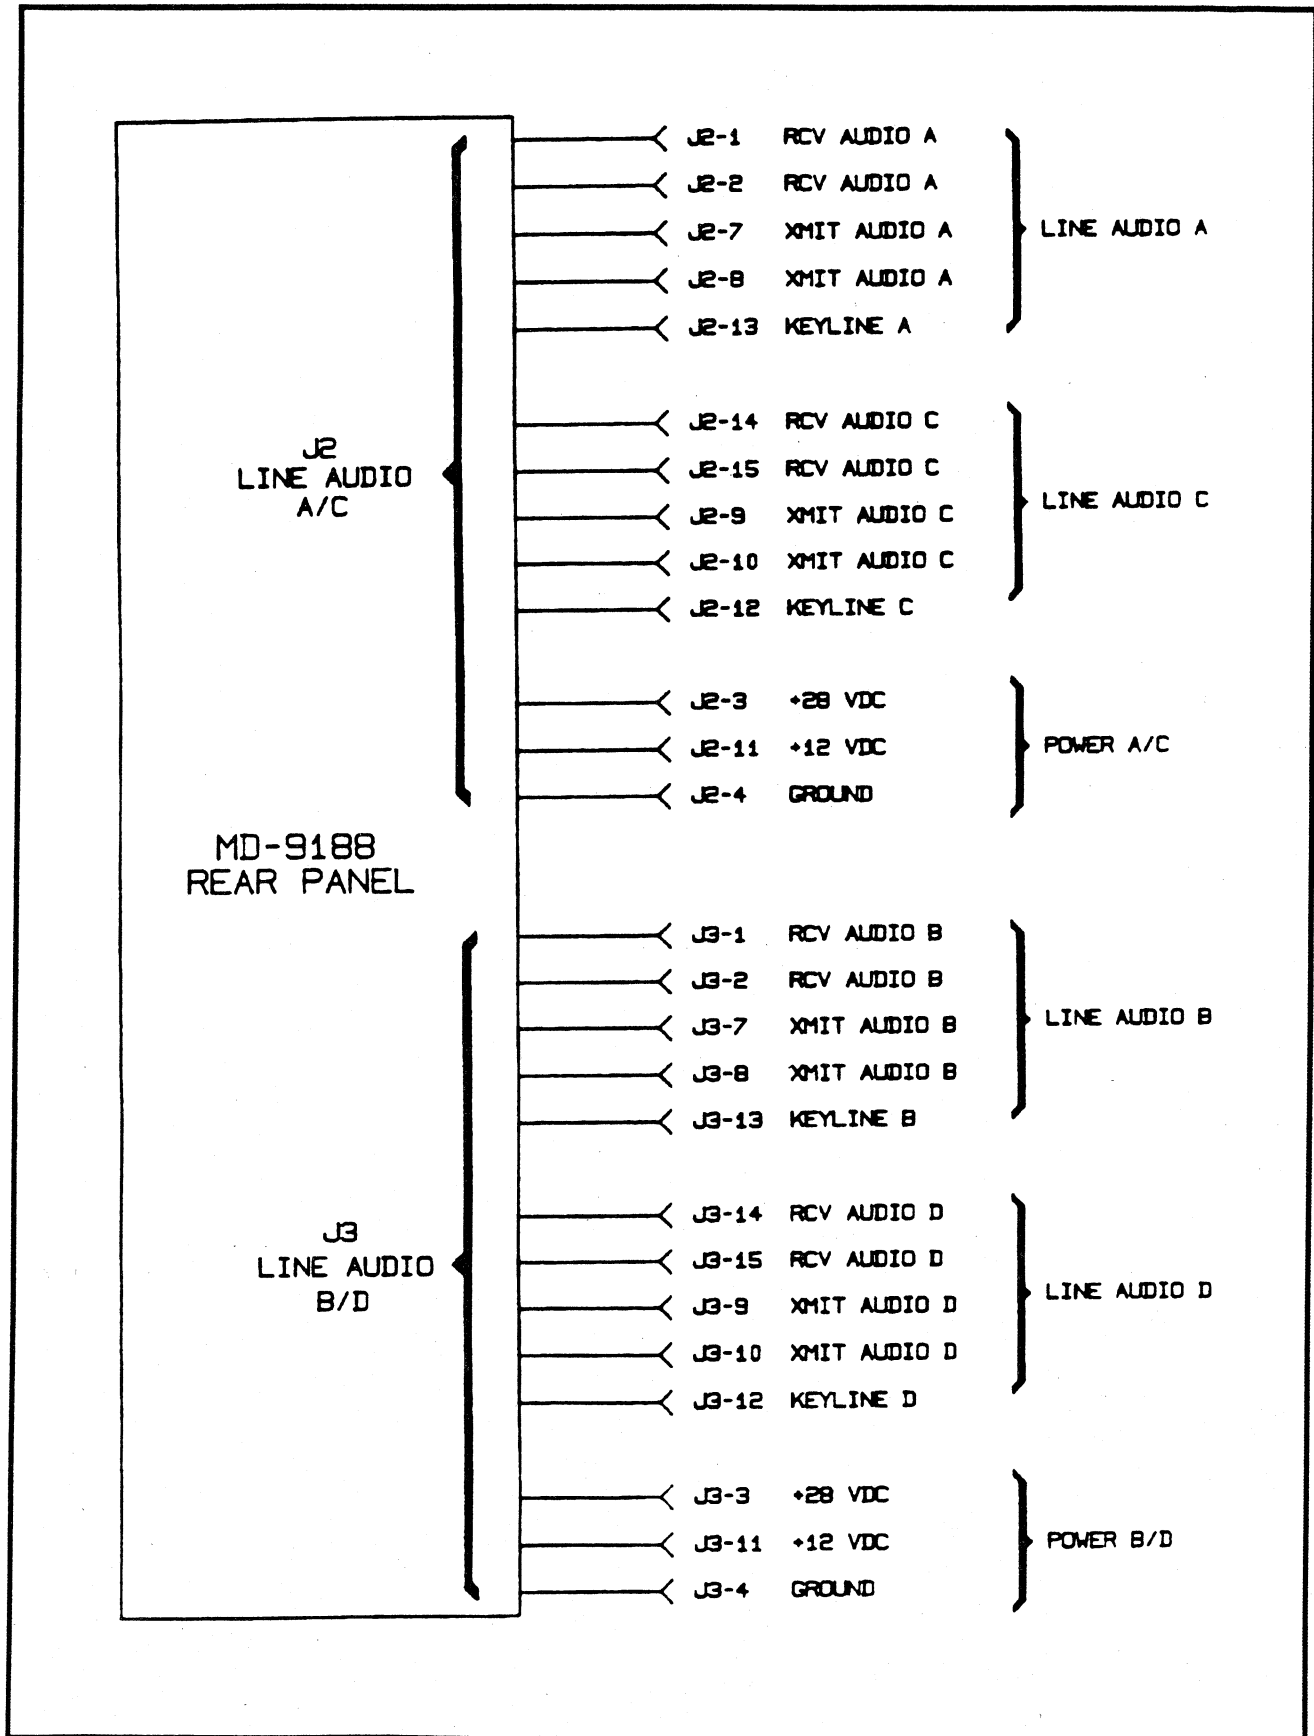 J2-1 RCV AUDIO A
J2-2 RCV AUDIO A
J2-7 XMIT AUDIO A
J2-8 XMIT AUDIO A
J2-13 KEYLINE A
LINE AUDIO A
J2
LINE AUDIO
A/C
J2-14 RCV AUDIO C
J2-15 RCV AUDIO C
J2-9 XMIT AUDIO C
J2-10 XMIT AUDIO C
J2-12 KEYLINE C
LINE AUDIO C
J2-3 +28 VDC
J2-11 +12 VDC
J2-4 GROUND
POWER A/C
MD-9188
REAR PANEL
J3-1 RCV AUDIO B
J3-2 RCV AUDIO B
J3-7 XMIT AUDIO B
J3-8 XMIT AUDIO B
J3-13 KEYLINE B
LINE AUDIO B
J3
LINE AUDIO
B/D
J3-14 RCV AUDIO D
J3-15 RCV AUDIO D
J3-9 XMIT AUDIO D
J3-10 XMIT AUDIO D
J3-12 KEYLINE D
LINE AUDIO D
J3-3 +28 VDC
J3-11 +12 VDC
J3-4 GROUND
POWER B/D